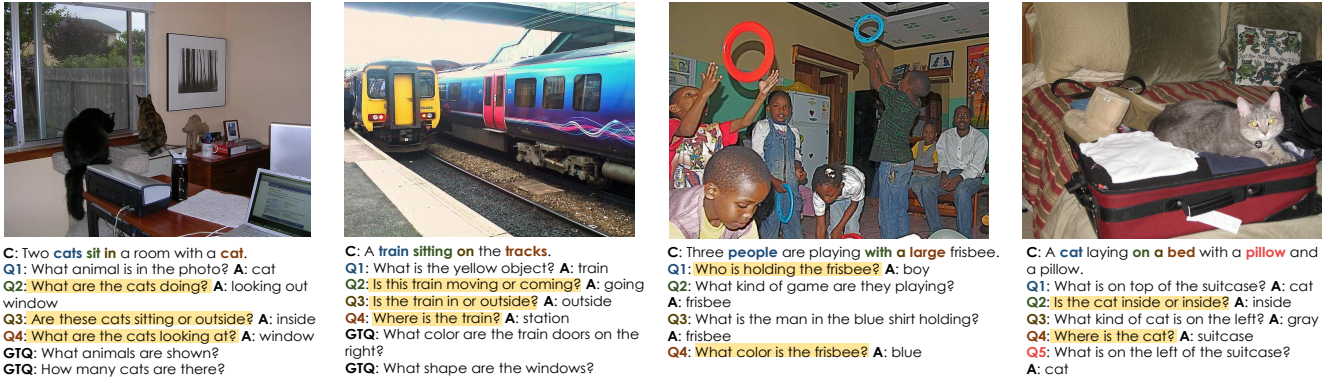 C: Two cats sit in a room with a cat.
Q1: What animal is in the photo? A: cat
Q2: What are the cats doing? A: looking out
window
Q3: Are these cats sitting or outside? A: inside
Q4: What are the cats looking at? A: window
GTQ: What animals are shown?
GTQ: How many cats are there?
C: A train sitting on the tracks.
Q1: What is the yellow object? A: train
Q2: Is this train moving or coming? A: going
Q3: Is the train in or outside? A: outside
Q4: Where is the train? A: station
GTQ: What color are the train doors on the
right?
GTQ: What shape are the windows?
C: Three people are playing with a large frisbee.
Q1: Who is holding the frisbee? A: boy
Q2: What kind of game are they playing?
A: frisbee
Q3: What is the man in the blue shirt holding?
A: frisbee
Q4: What color is the frisbee? A: blue
C: A cat laying on a bed with a pillow and
a pillow.
Q1: What is on top of the suitcase? A: cat
Q2: Is the cat inside or inside? A: inside
Q3: What kind of cat is on the left? A: gray
Q4: Where is the cat? A: suitcase
Q5: What is on the left of the suitcase?
A: cat